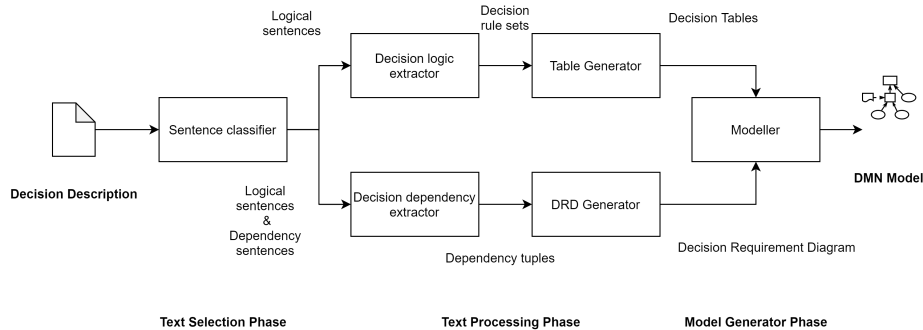 Logical
sentences
Decision
rule sets
Decision Tables
Decision logic
extractor
Table Generator
Sentence classifier
Modeller
Decision Description
DMN Model
Logical
sentences
&
Dependency
sentences
Decision dependency
extractor
DRD Generator
Dependency tuples
Decision Requirement Diagram
Text Selection Phase
Text Processing Phase
Model Generator Phase